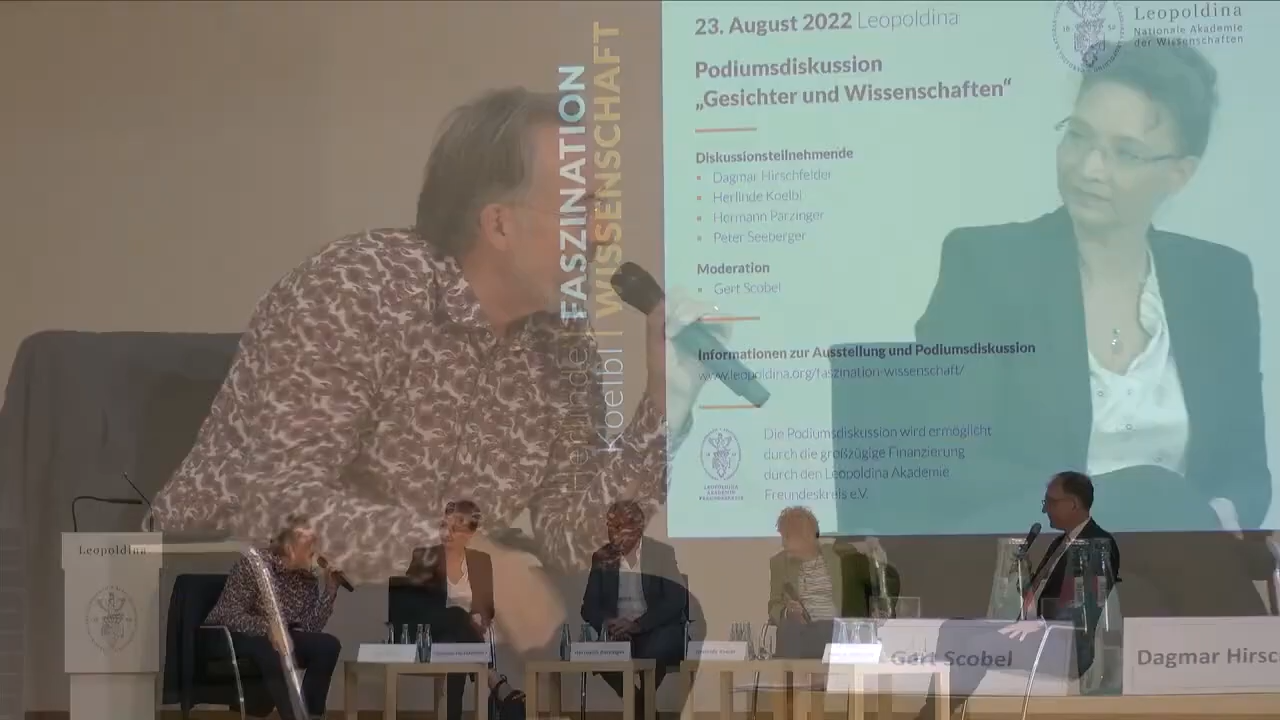 FASZINATION
WISSENSCHAFT
Herlinde
Koelbl
23. August 2022 Leopoldina
Leopoldina
Nationale Akademie
der Wissenschaften
Podiumsdiskussion
„Gesichter und Wissenschaften“
Diskussionsteilnehmende
Dagmar Hirschfelder
Herlinde Koelbl
Hermann Parzinger
Peter Seeberger
Moderation
Gert Scobel
Informationen zur Ausstellung und Podiumsdiskussion
www.leopoldina.org/faszination-wissenschaft/
Die Podiumsdiskussion wird ermöglicht
durch die großzügige Finanzierung
durch den Leopoldina Akademie
Freundeskreis e.V.
LEOPOLDINA
AKADEMIE
FREUNDESKREIS
Leopoldina
Gert Scobel
Dagmar Hirsc